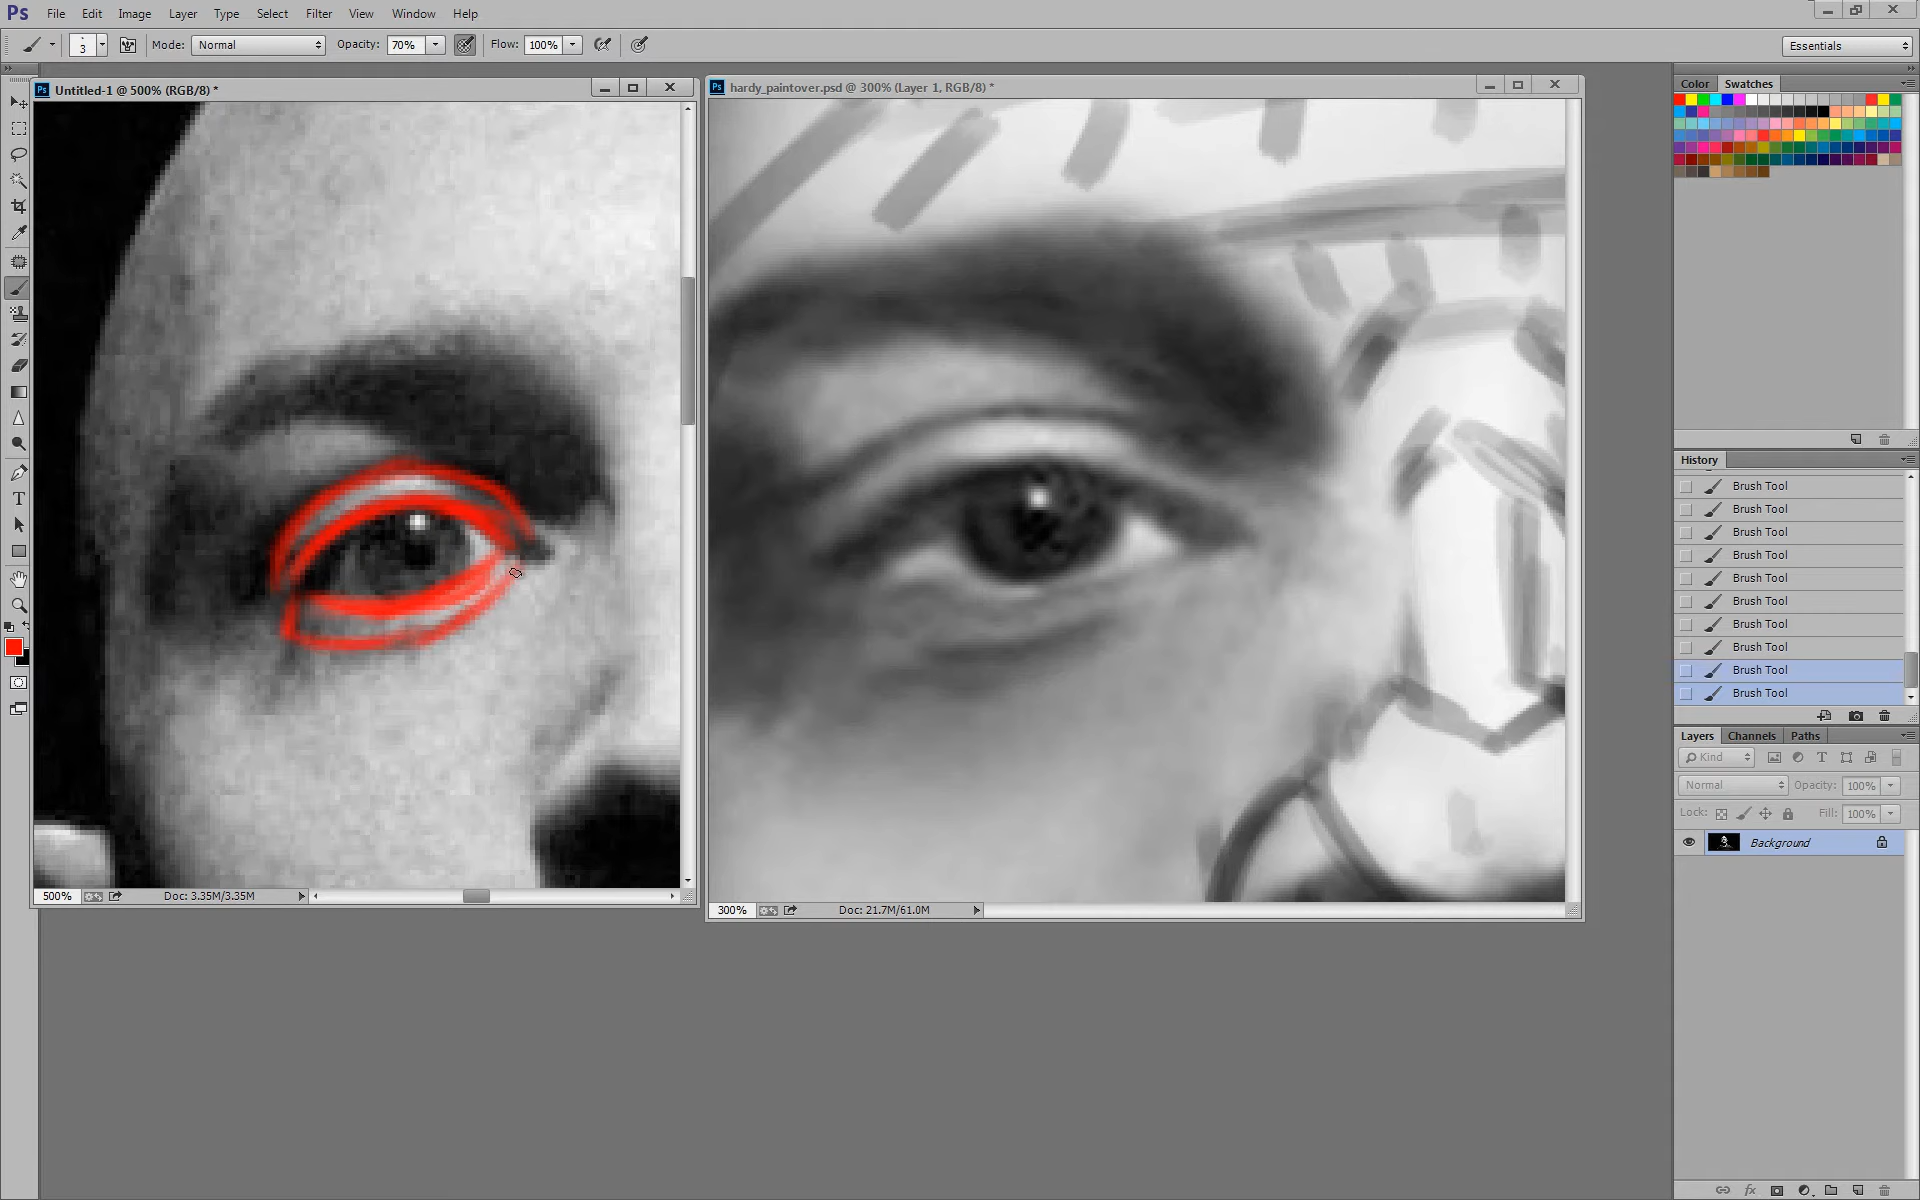 Ps File Edit Image Layer Type Select Filter 3D View Window Help
3 Mode: Normal Opacity: 70% Flow: 100% Essentials
Ps Untitled-1 @ 500% (RGB/8) *
Ps hardy_paintover.psd @ 300% (Layer 1, RGB/8) *
Color Swatches
History
Brush Tool
Brush Tool
Brush Tool
Brush Tool
Brush Tool
Brush Tool
Brush Tool
Brush Tool
Brush Tool
Brush Tool
T
Layers Channels Paths
Kind T
Normal Opacity: 100%
Lock: Fill: 100%
Background
500% Doc: 3.35M/3.35M
300% Doc: 21.7M/61.0M
fx